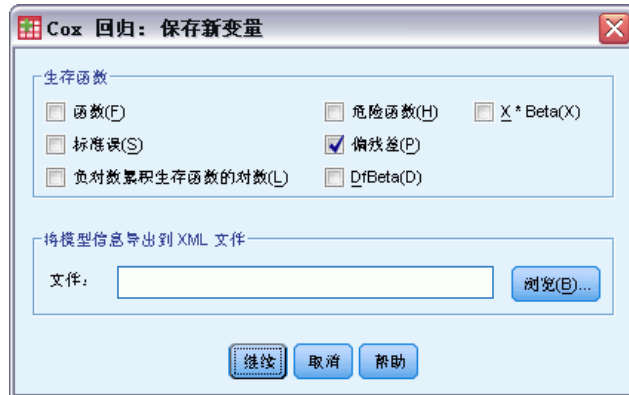 Cox 回归：保存新变量
生存函数
函数(F)
危险函数(H)
X * Beta(X)
标准误(S)
偏残差(P)
负对数累积生存函数的对数(L)
DfBeta(D)
将模型信息导出到 XML 文件
文件：
浏览(B)...
继续
取消
帮助